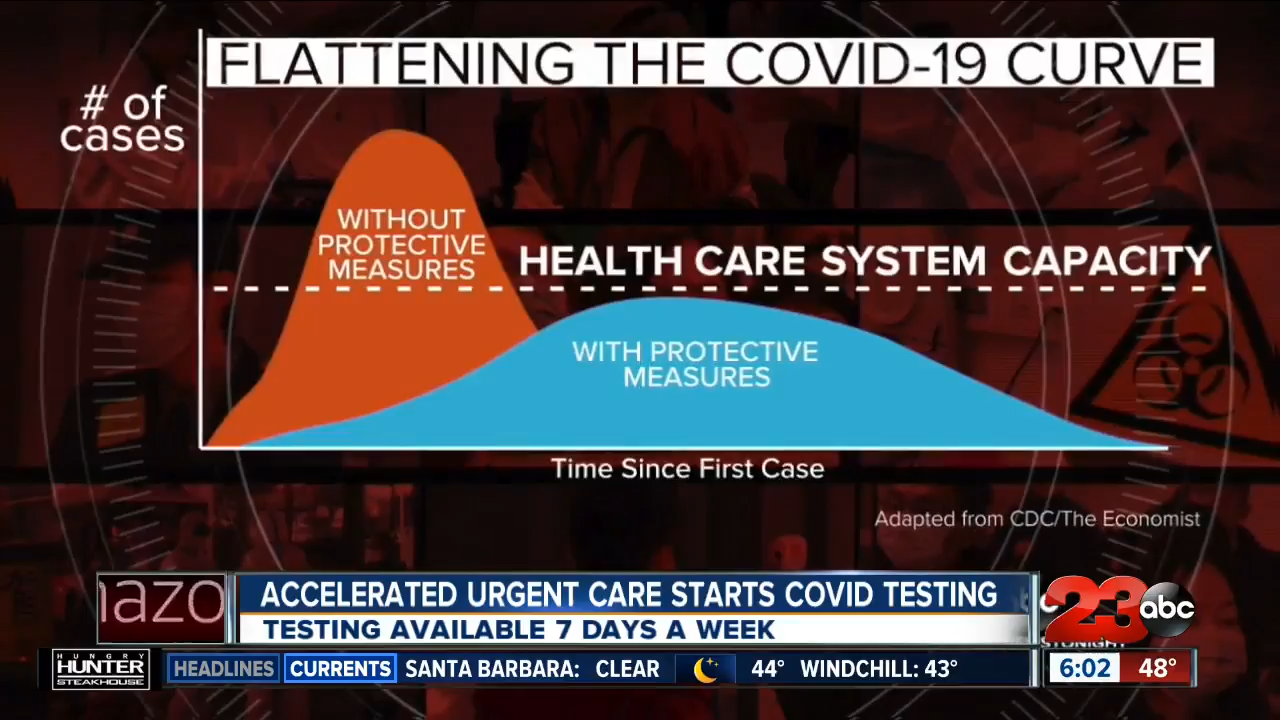 FLATTENING THE COVID-19 CURVE
# of
cases
WITHOUT
PROTECTIVE
MEASURES
HEALTH CARE SYSTEM CAPACITY
WITH PROTECTIVE
MEASURES
Time Since First Case
Adapted from CDC/The Economist
ACCELERATED URGENT CARE STARTS COVID TESTING
TESTING AVAILABLE 7 DAYS A WEEK
23 abc
HUNGRY
HUNTER
STEAKHOUSE
HEADLINES CURRENTS SANTA BARBARA: CLEAR 44° WINDCHILL: 43°
6:02 48°